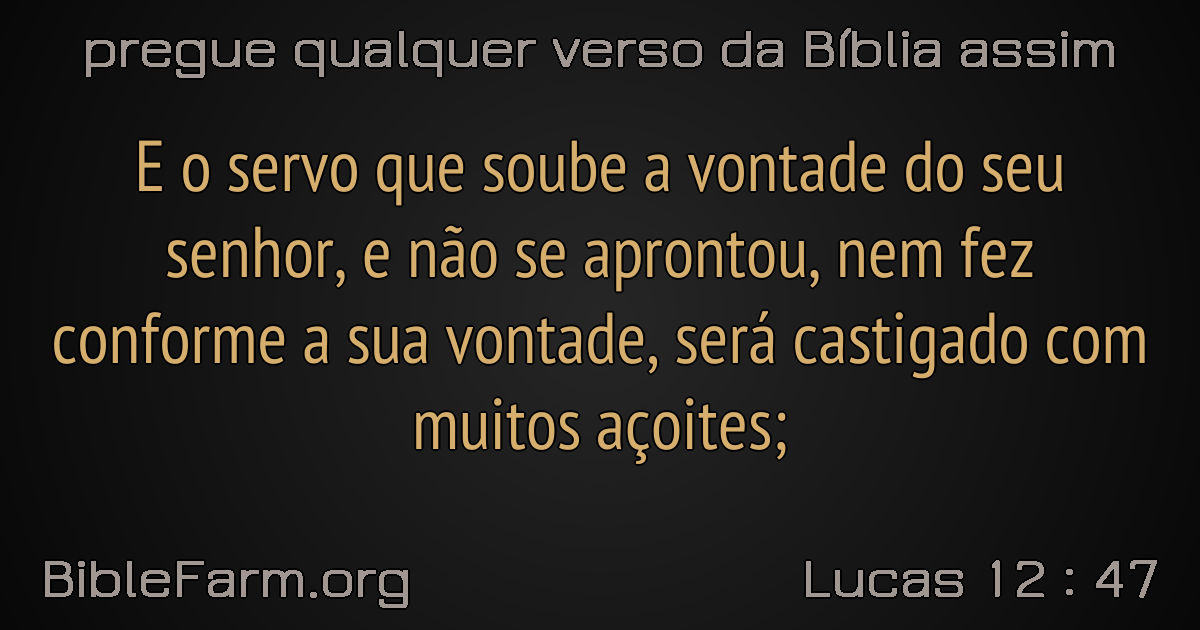 pregue qualquer verso da Bíblia assim
E o servo que soube a vontade do seu
senhor, e não se aprontou, nem fez
conforme a sua vontade, será castigado com
muitos açoites;
BibleFarm.org
Lucas 12 : 47